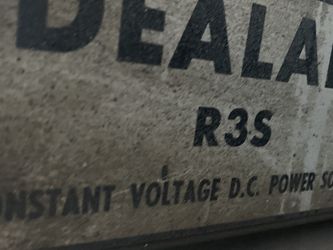 DEALA
R3S
ONSTANT VOLTAGE D.C. POWER SO